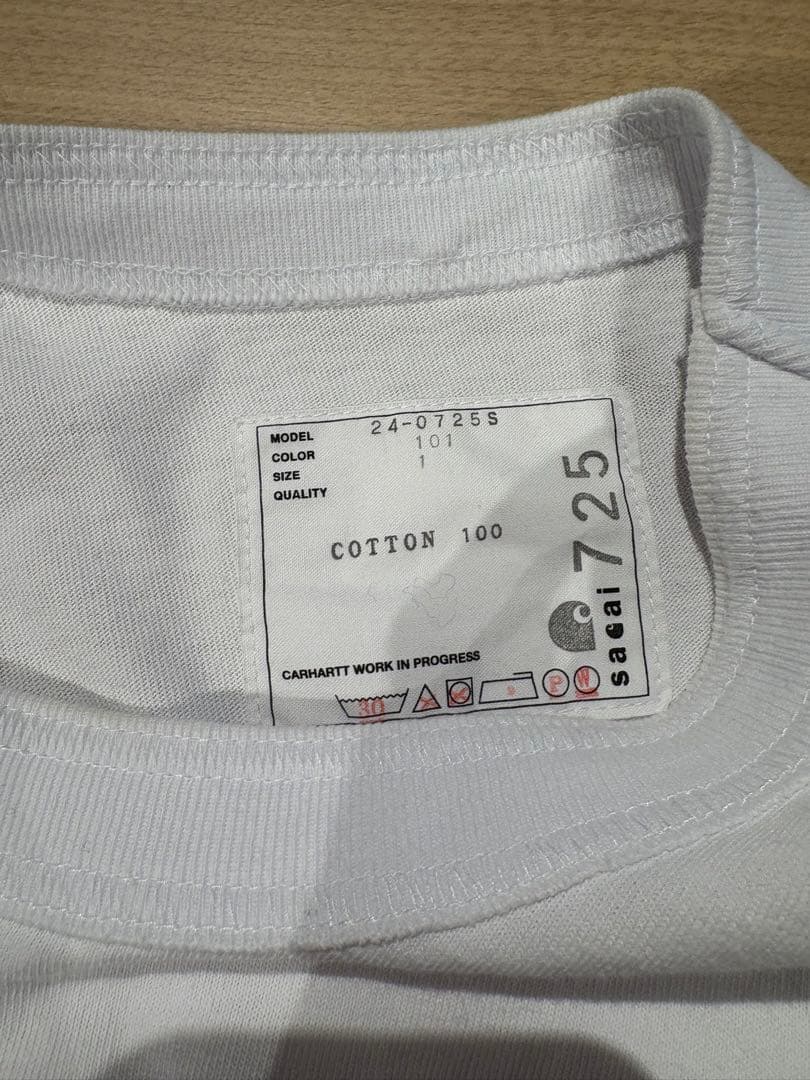 MODEL 24-0725S
COLOR 101
SIZE 1
QUALITY
COTTON 100
CARHARTT WORK IN PROGRESS
30
P
W
725
sacai